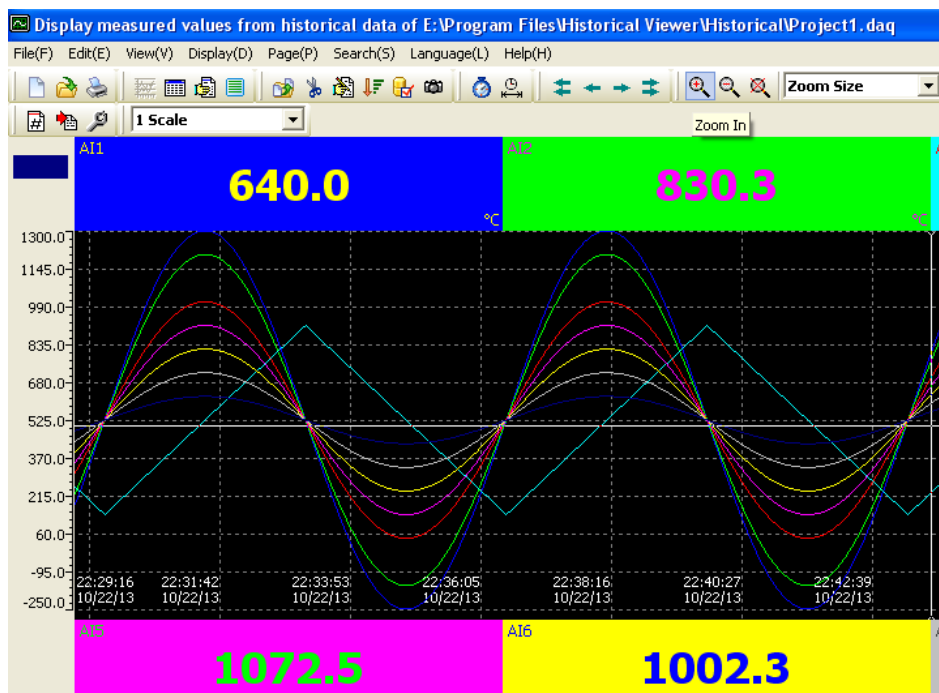 Display measured values from historical data of E:\Program Files\Historical Viewer\Historical\Project1.daq
File(F) Edit(E) View(V) Display(D) Page(P) Search(S) Language(L) Help(H)
Zoom Size
1 Scale
Zoom In
AI1
640.0
°C
AI2
830.3
°C
1300.0
1145.0
990.0
835.0
680.0
525.0
370.0
215.0
60.0
-95.0
-250.0
22:29:16 22:31:42 22:33:53 22:36:05 22:38:16 22:40:27 22:42:39
10/22/13 10/22/13 10/22/13 10/22/13 10/22/13 10/22/13 10/22/13
AI5
1072.5
AI6
1002.3